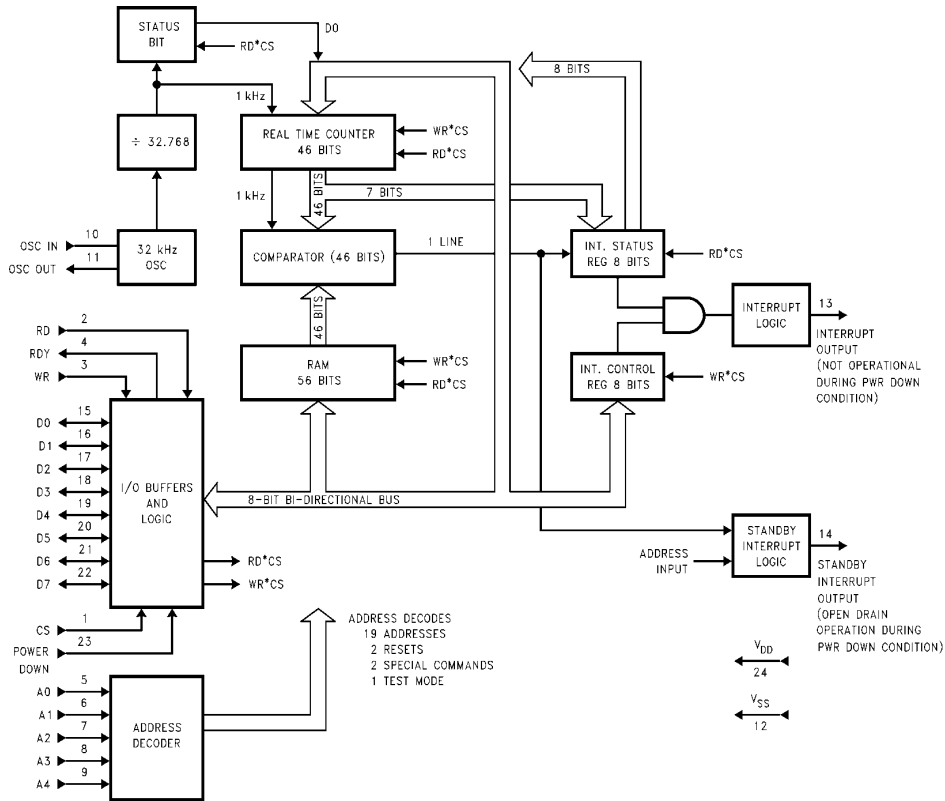 STATUS
BIT
D0
RD*CS
8 BITS
1 kHz
÷ 32.768
REAL TIME COUNTER
46 BITS
WR*CS
RD*CS
1 kHz
46 BITS
7 BITS
OSC IN
10
OSC OUT
11
32 kHz
OSC
COMPARATOR (46 BITS)
1 LINE
INT. STATUS
REG 8 BITS
RD*CS
46 BITS
INTERRUPT
LOGIC
13
INTERRUPT
OUTPUT
(NOT OPERATIONAL
DURING PWR DOWN
CONDITION)
RD
2
RDY
4
WR
3
RAM
56 BITS
WR*CS
RD*CS
INT. CONTROL
REG 8 BITS
WR*CS
D0
15
D1
16
D2
17
D3
18
D4
19
D5
20
D6
21
D7
22
I/O BUFFERS
AND
LOGIC
8-BIT BI-DIRECTIONAL BUS
RD*CS
WR*CS
ADDRESS
INPUT
STANDBY
INTERRUPT
LOGIC
14
STANDBY
INTERRUPT
OUTPUT
(OPEN DRAIN
OPERATION DURING
PWR DOWN CONDITION)
CS
1
POWER
DOWN
23
ADDRESS DECODES
19 ADDRESSES
2 RESETS
2 SPECIAL COMMANDS
1 TEST MODE
VDD
24
VSS
12
A0
5
A1
6
A2
7
A3
8
A4
9
ADDRESS
DECODER